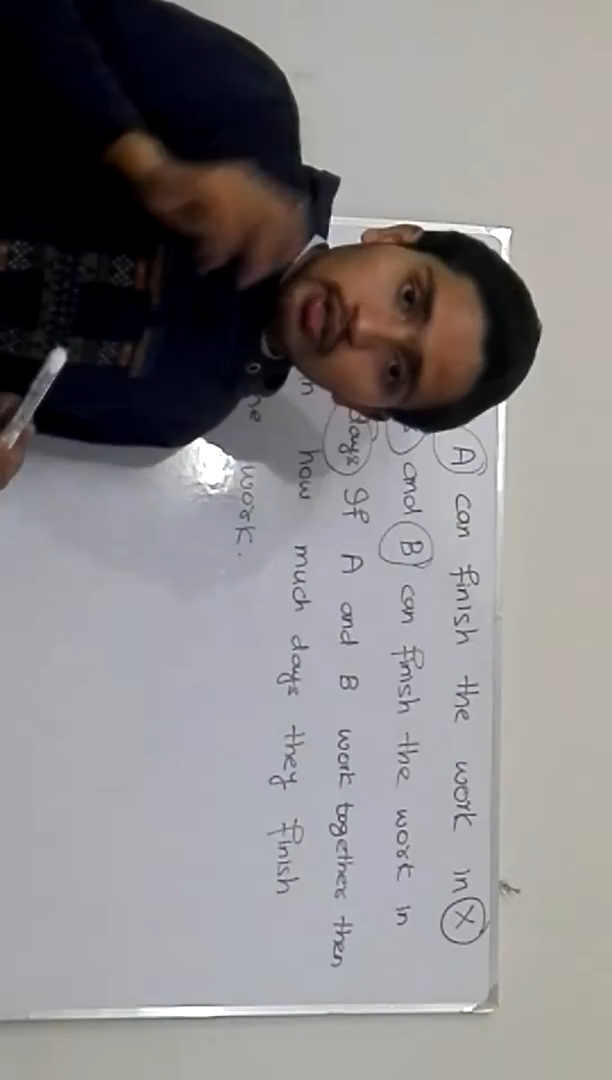 A can finish the work in X
and B can finish the work in
days If A and B work together then
how much days they finish
work.